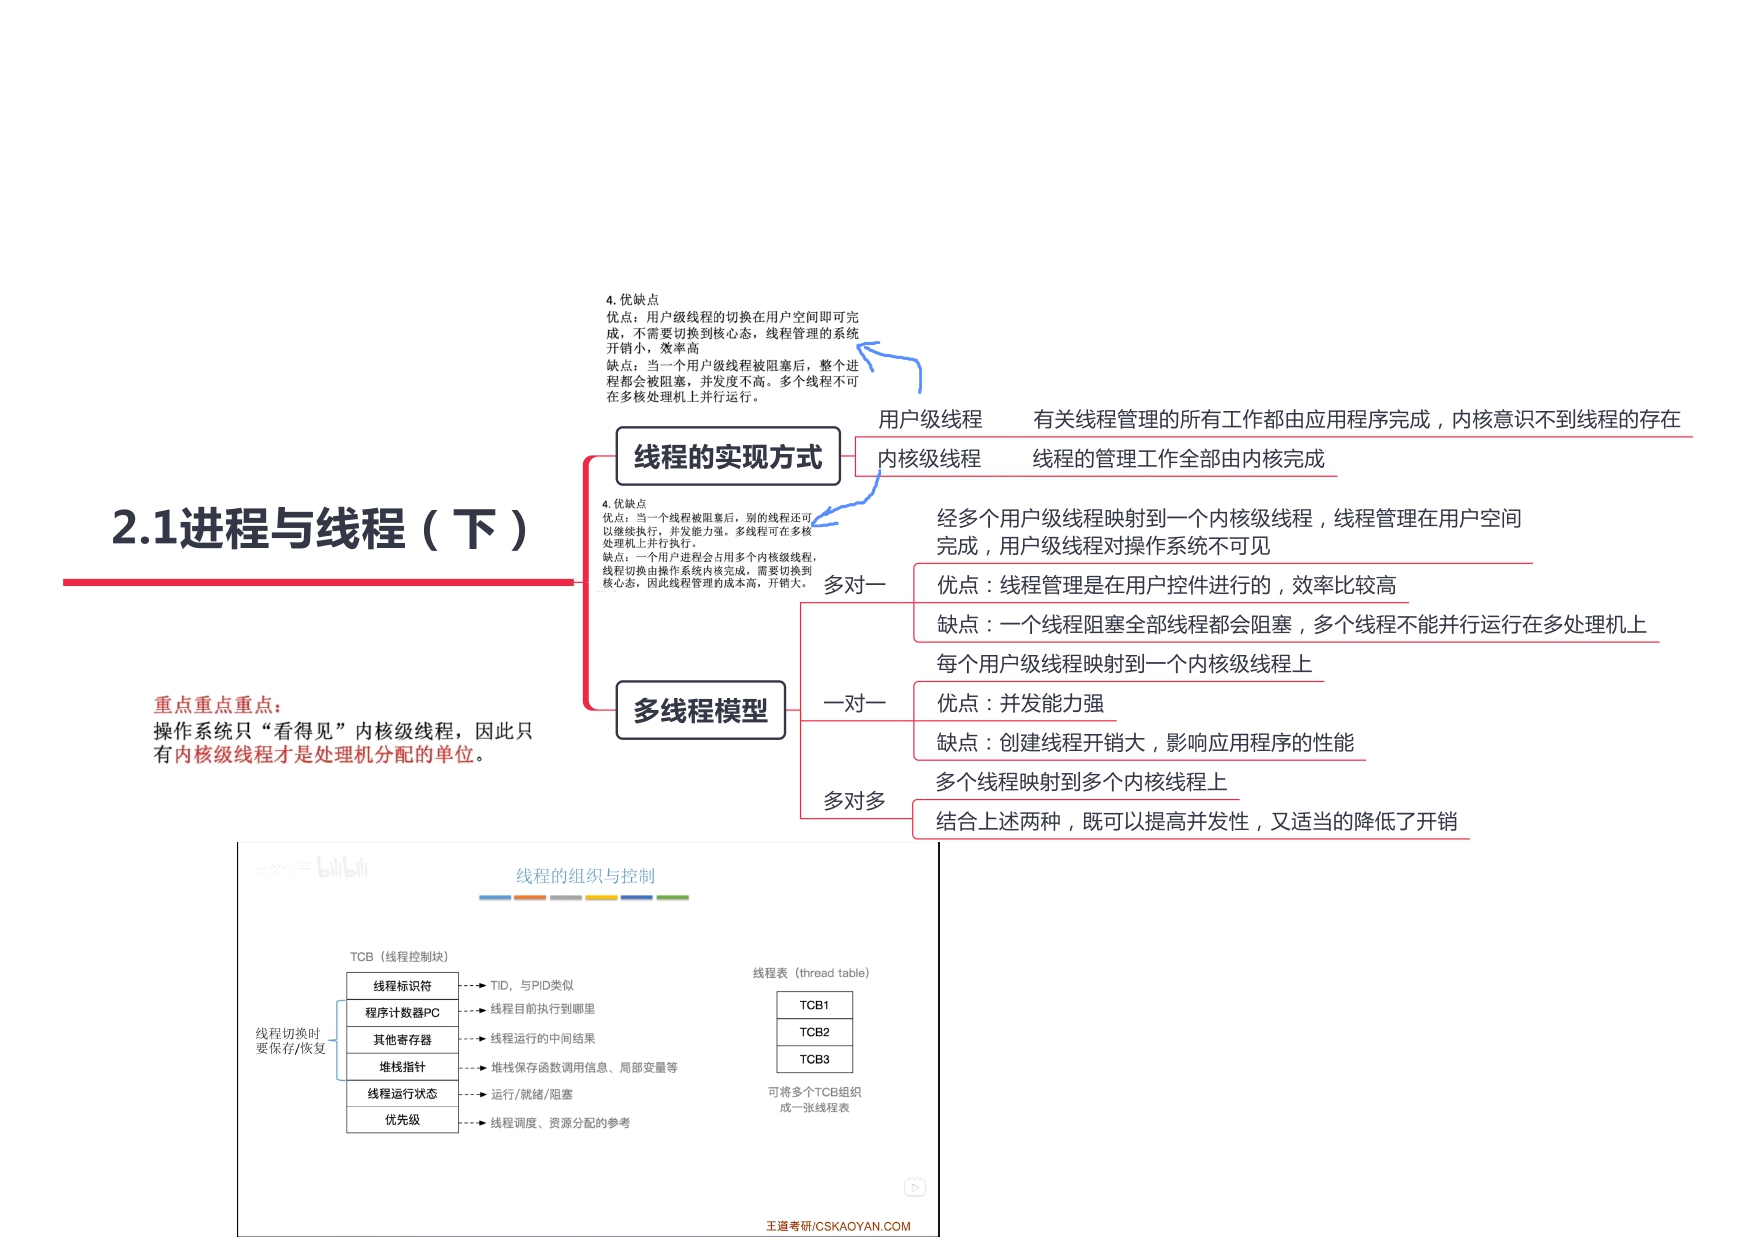 4. 优缺点
优点：用户级线程的切换在用户空间即可完
成，不需要切换到核心态，线程管理的系统
开销小，效率高
缺点：当一个用户级线程被阻塞后，整个进
程都会被阻塞，并发度不高。多个线程不可
在多核处理机上并行运行。
用户级线程 有关线程管理的所有工作都由应用程序完成，内核意识不到线程的存在
线程的实现方式
内核级线程 线程的管理工作全部由内核完成
4. 优缺点
优点：当一个线程被阻塞后，别的线程还可
以继续执行，并发能力强。多线程可在多核
处理机上并行执行。
缺点：一个用户进程会占用多个内核级线程，
线程切换由操作系统内核完成，需要切换到
核心态，因此线程管理的成本高，开销大。
2.1进程与线程（下）
经多个用户级线程映射到一个内核级线程，线程管理在用户空间
完成，用户级线程对操作系统不可见
多对一
优点：线程管理是在用户控件进行的，效率比较高
缺点：一个线程阻塞全部线程都会阻塞，多个线程不能并行运行在多处理机上
多线程模型
每个用户级线程映射到一个内核级线程上
一对一
优点：并发能力强
缺点：创建线程开销大，影响应用程序的性能
多个线程映射到多个内核线程上
多对多
结合上述两种，既可以提高并发性，又适当的降低了开销
重点重点重点：
操作系统只“看得见”内核级线程，因此只
有内核级线程才是处理机分配的单位。
bilibili
线程的组织与控制
TCB（线程控制块）
线程标识符 TID，与PID类似
程序计数器PC 线程目前执行到哪里
其他寄存器 线程运行的中间结果
堆栈指针 堆栈保存函数调用信息、局部变量等
线程运行状态 运行/就绪/阻塞
优先级 线程调度、资源分配的参考
线程切换时
要保存/恢复
线程表（thread table）
TCB1
TCB2
TCB3
可将多个TCB组织
成一张线程表
王道考研/CSKAOYAN.COM